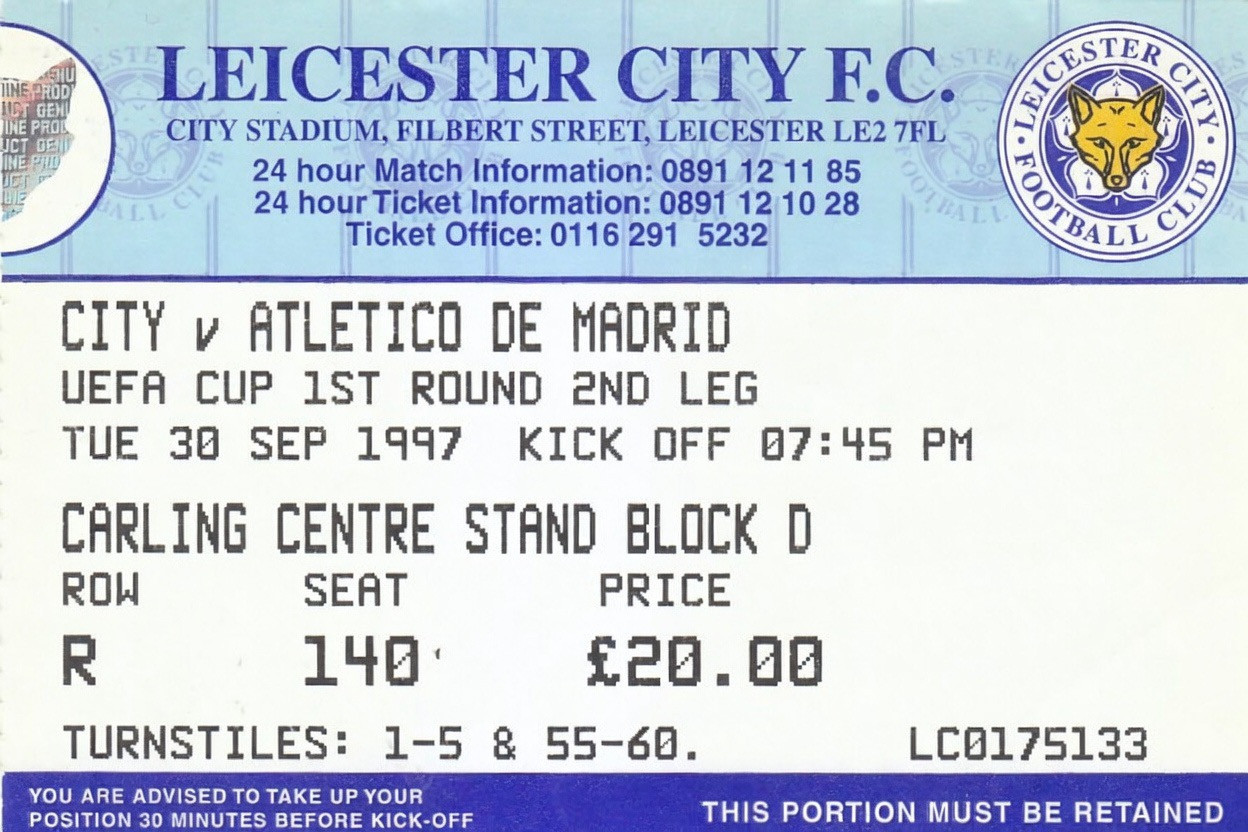 LEICESTER CITY F.C.
CITY STADIUM, FILBERT STREET, LEICESTER LE2 7FL
24 hour Match Information: 0891 12 11 85
24 hour Ticket Information: 0891 12 10 28
Ticket Office: 0116 291 5232
LEICESTER CITY
FOOTBALL CLUB
CITY v ATLETICO DE MADRID
UEFA CUP 1ST ROUND 2ND LEG
TUE 30 SEP 1997 KICK OFF 07:45 PM
CARLING CENTRE STAND BLOCK D
ROW SEAT PRICE
R 140 £20.00
TURNSTILES: 1-5 & 55-60. LC0175133
YOU ARE ADVISED TO TAKE UP YOUR
POSITION 30 MINUTES BEFORE KICK-OFF
THIS PORTION MUST BE RETAINED